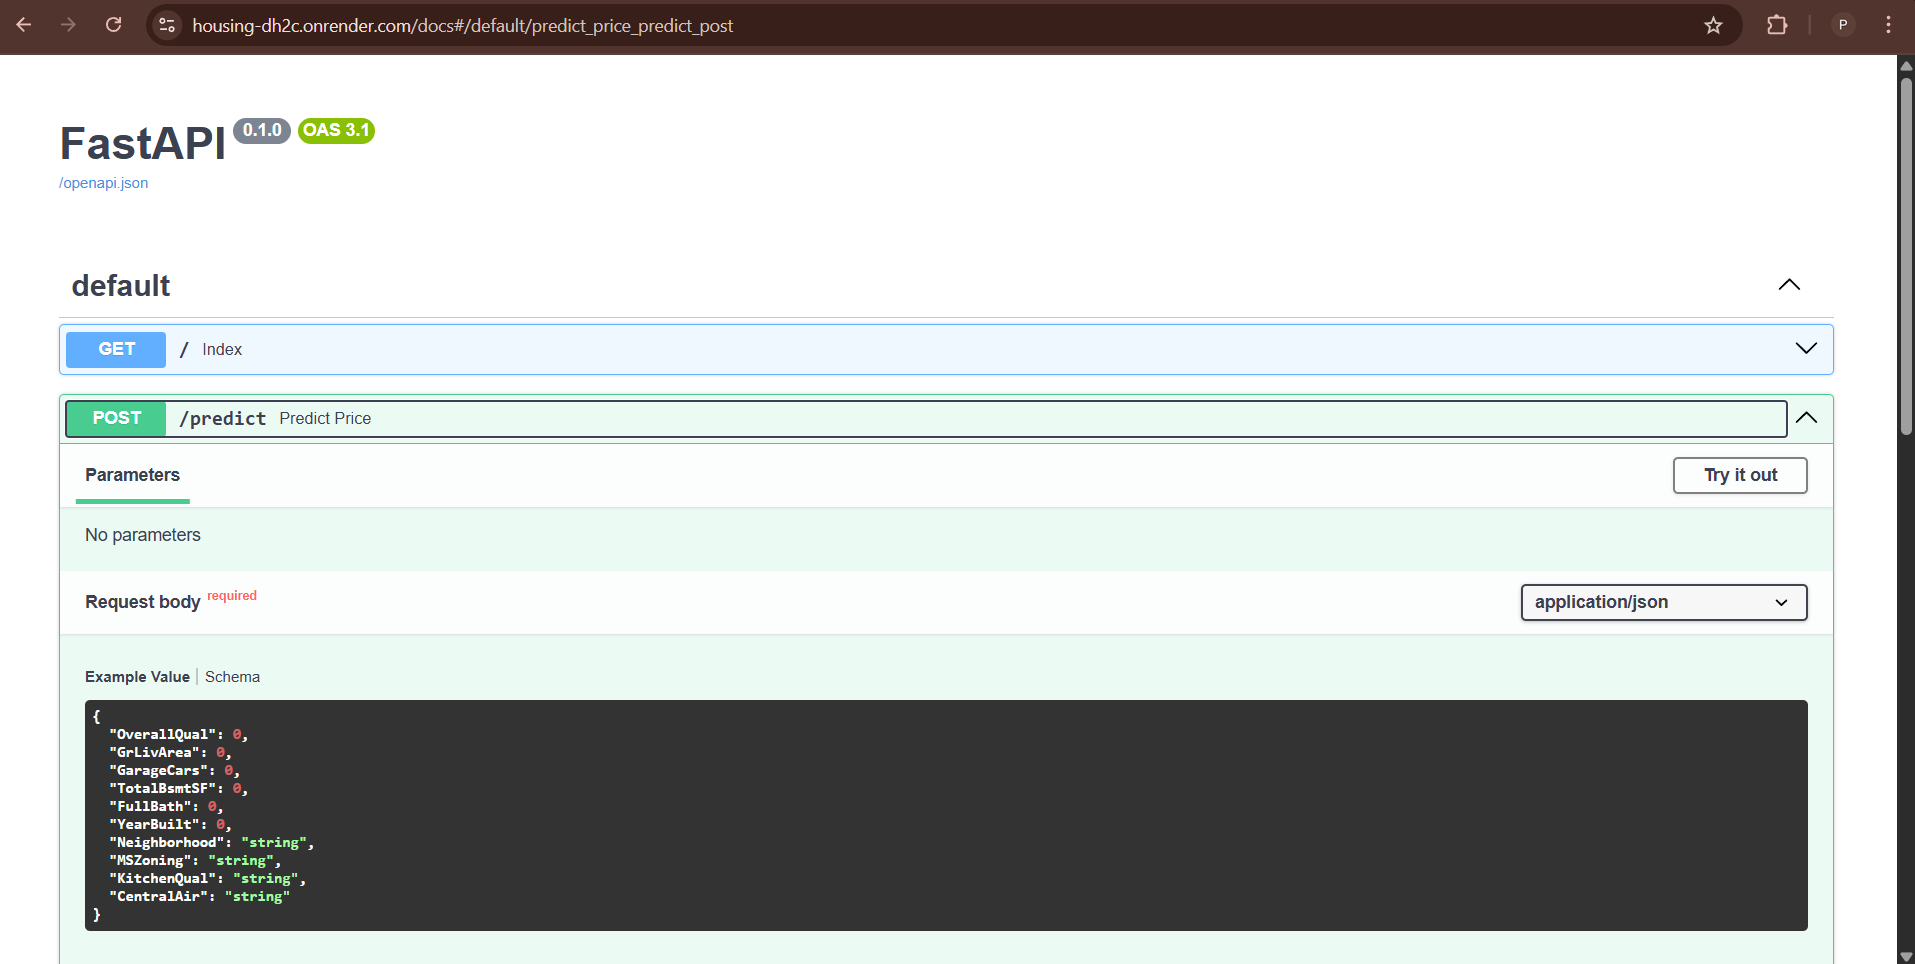 housing-dh2c.onrender.com/docs#/default/predict_price_predict_post
P
FastAPI 0.1.0 OAS 3.1
/openapi.json
default
GET / Index
POST /predict Predict Price
Parameters
Try it out
No parameters
Request body required
application/json
Example Value | Schema
{
"OverallQual": 0,
"GrLivArea": 0,
"GarageCars": 0,
"TotalBsmtSF": 0,
"FullBath": 0,
"YearBuilt": 0,
"Neighborhood": "string",
"MSZoning": "string",
"KitchenQual": "string",
"CentralAir": "string"
}